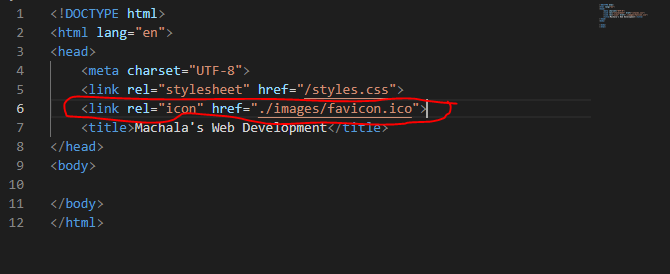 1 <!DOCTYPE html>
2 <html lang="en">
3 <head>
4     <meta charset="UTF-8">
5     <link rel="stylesheet" href="/styles.css">
6     <link rel="icon" href="./images/favicon.ico">
7     <title>Machala's Web Development</title>
8 </head>
9 <body>
10
11 </body>
12 </html>